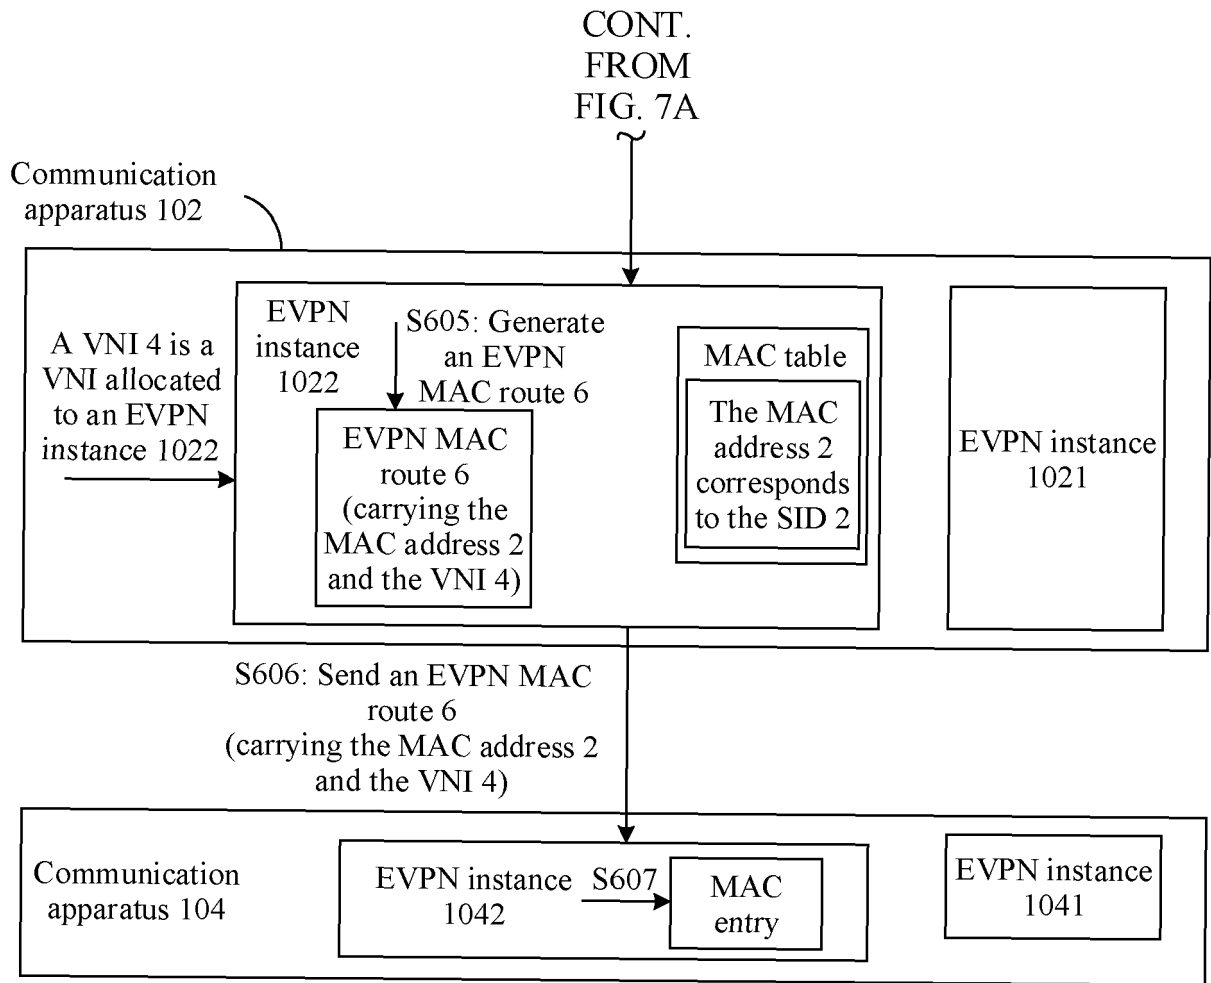 CONT.
FROM
FIG. 7A
Communication
apparatus 102
A VNI 4 is a
VNI allocated
to an EVPN
instance 1022
EVPN
instance
1022
S605: Generate
an EVPN
MAC route 6
EVPN MAC
route 6
(carrying the
MAC address 2
and the VNI 4)
MAC table
The MAC
address 2
corresponds
to the SID 2
EVPN instance
1021
S606: Send an EVPN MAC
route 6
(carrying the MAC address 2
and the VNI 4)
Communication
apparatus 104
EVPN instance
1042
S607
MAC
entry
EVPN instance
1041